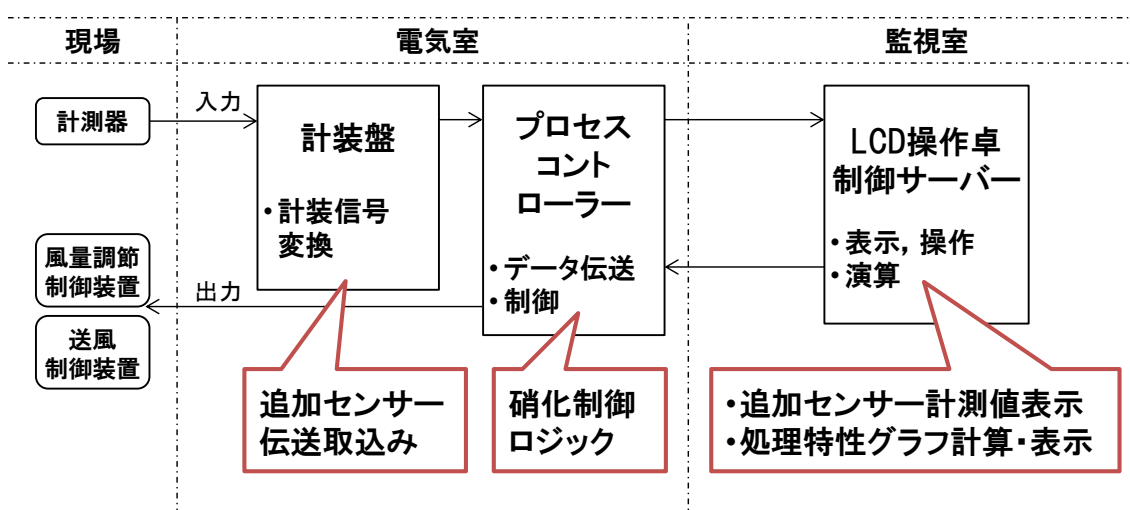 現場
電気室
監視室
計測器
入力
計装盤
・計装信号
変換
プロセス
コント
ローラー
・データ伝送
・制御
LCD操作卓
制御サーバー
・表示，操作
・演算
風量調節
制御装置
出力
送風
制御装置
追加センサー
伝送取込み
硝化制御
ロジック
・追加センサー計測値表示
・処理特性グラフ計算・表示